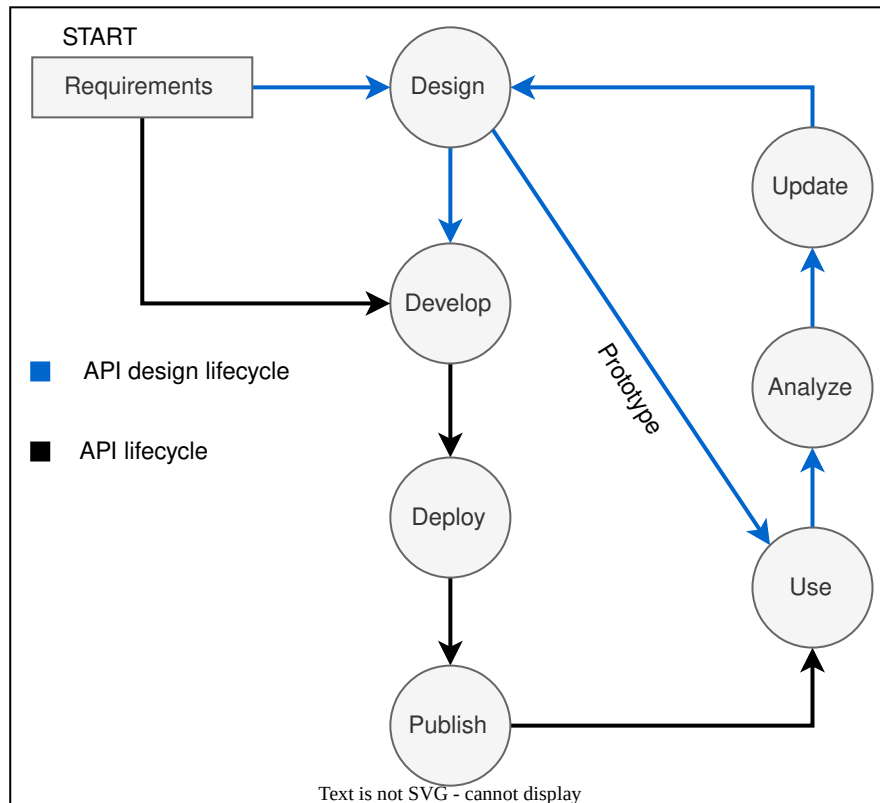 START
Requirements
Design
Update
Develop
Prototype
API design lifecycle
Analyze
API lifecycle
Deploy
Use
Publish
Text is not SVG - cannot display